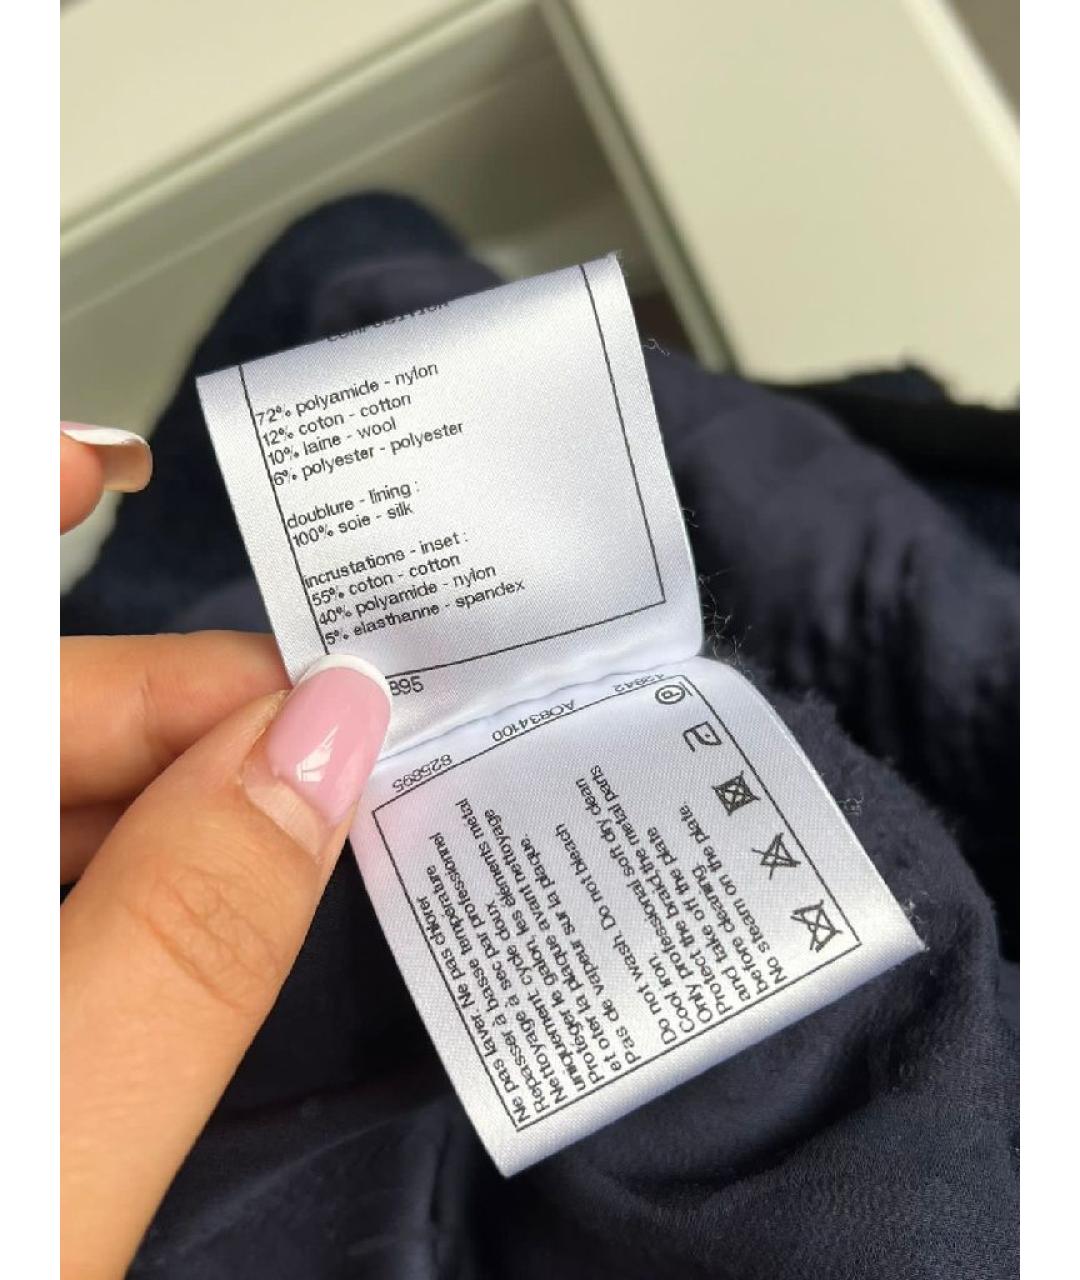 composition
72% polyamide - nylon
12% coton - cotton
10% laine - wool
6% polyester - polyester
doublure - lining :
100% soie - silk
incrustations - inset :
55% coton - cotton
40% polyamide - nylon
5% elasthanne - spandex
895
825895 A0834100
Ne pas laver Ne pas chlorer
Repasser à basse température
Nettoyage à sec par professionnel
uniquement, cycle doux.
Protéger le galon, les éléments métal
et oter la plaque avant nettoyage
Pas de vapeur sur la plaque.
Do not wash. Do not bleach
Cool iron.
Only professional soft dry clean
Protect the braid the metal parts
and take off the plate
before cleaning.
No steam on the plate
P